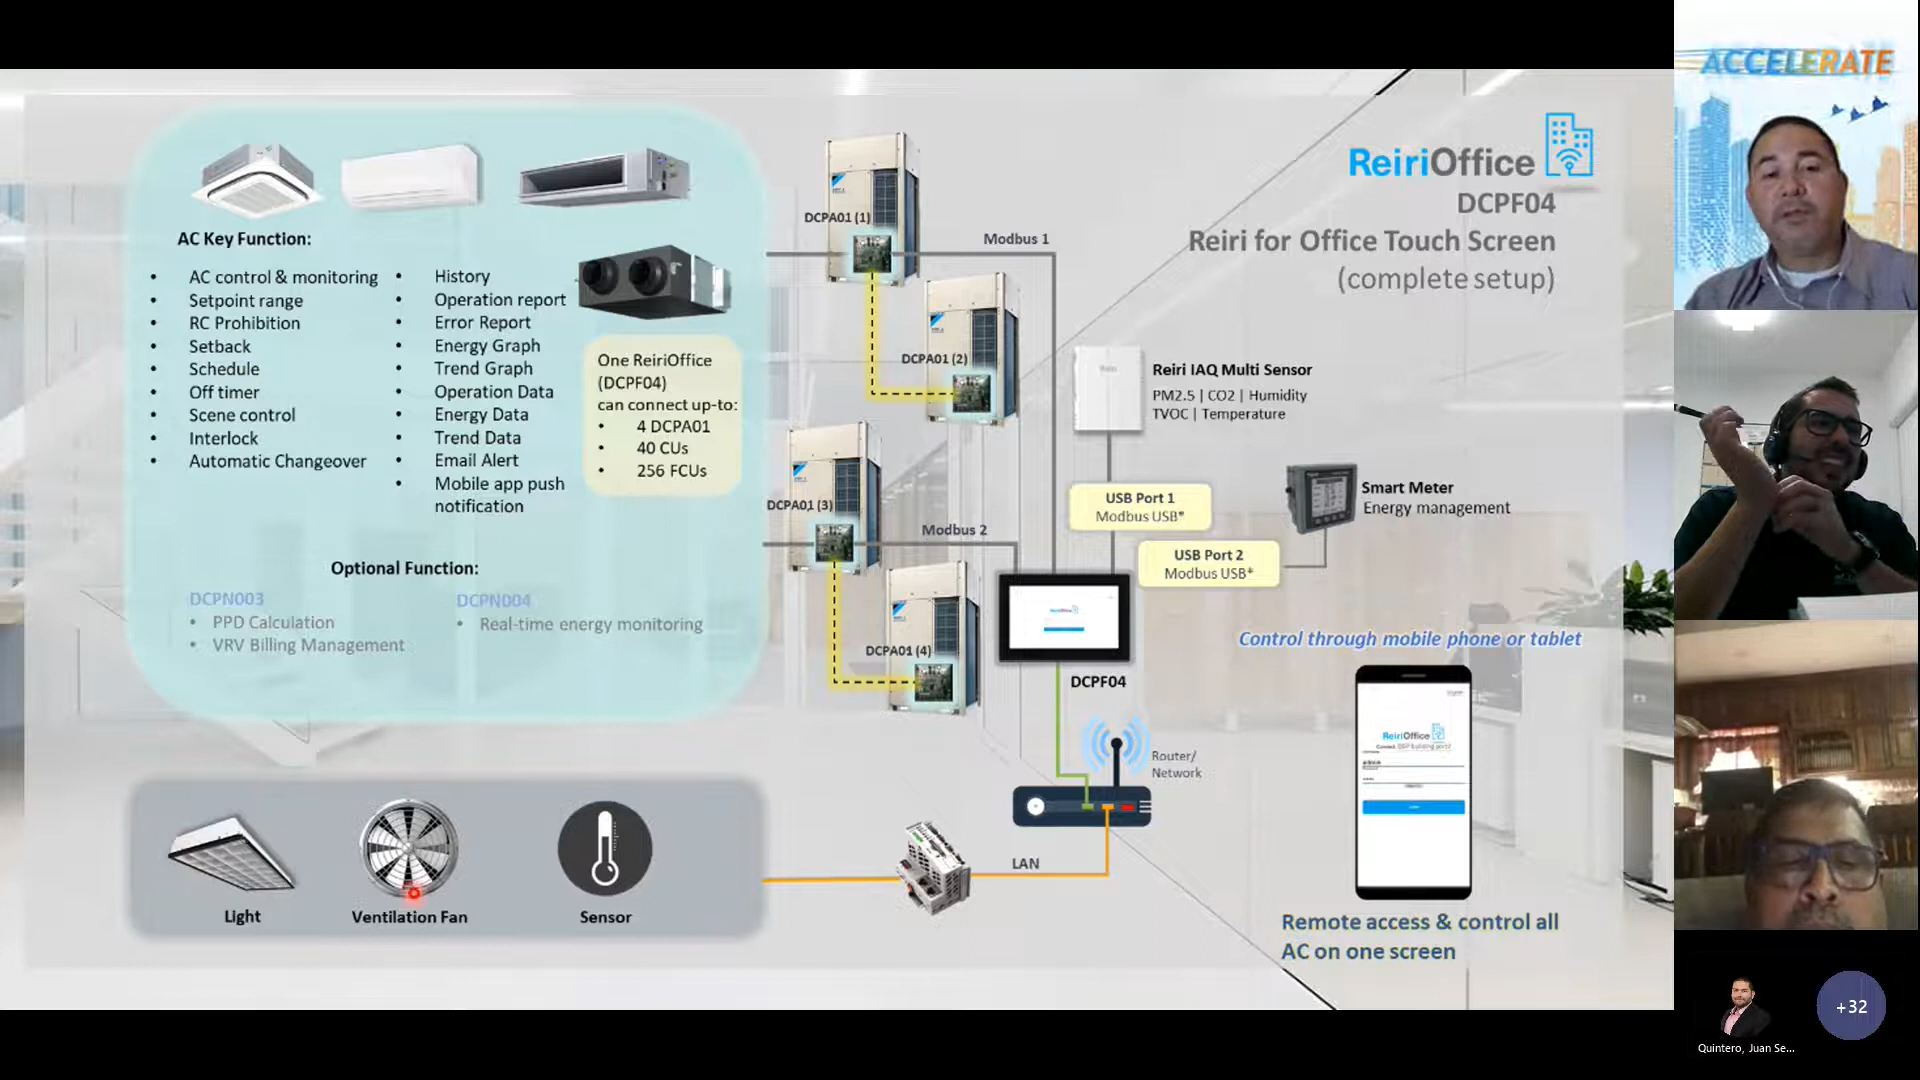 AC Key Function:
• AC control & monitoring
• Setpoint range
• RC Prohibition
• Setback
• Schedule
• Off timer
• Scene control
• Interlock
• Automatic Changeover
• History
• Operation report
• Error Report
• Energy Graph
• Trend Graph
• Operation Data
• Energy Data
• Trend Data
• Email Alert
• Mobile app push
notification
One ReiriOffice
(DCPF04)
can connect up-to:
• 4 DCPA01
• 40 CUs
• 256 FCUs
Optional Function:
DCPN003
• PPD Calculation
• VRV Billing Management
DCPN004
• Real-time energy monitoring
Light
Ventilation Fan
Sensor
DCPA01 (1)
Modbus 1
DCPA01 (2)
DCPA01 (3)
Modbus 2
DCPA01 (4)
DCPF04
Router/
Network
LAN
ReiriOffice
DCPF04
Reiri for Office Touch Screen
(complete setup)
Reiri IAQ Multi Sensor
PM2.5 | CO2 | Humidity
TVOC | Temperature
USB Port 1
Modbus USB*
USB Port 2
Modbus USB*
Smart Meter
Energy management
Control through mobile phone or tablet
ReiriOffice
admin
Remote access & control all
AC on one screen
ACCELERATE
+32
Quintero, Juan Se...